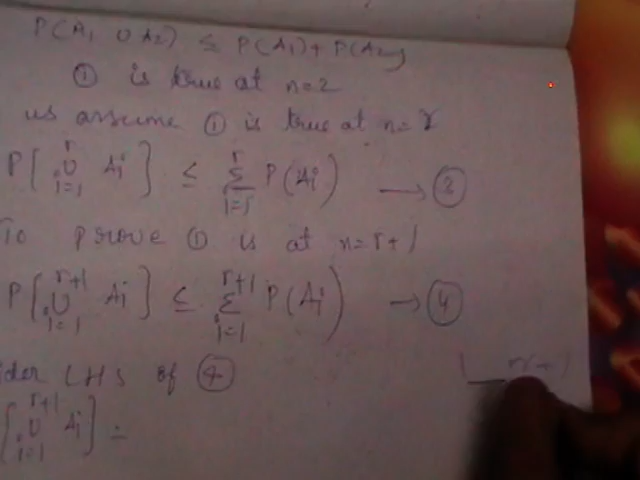 P(A₁ ∪ A₂) ≤ P(A₁) + P(A₂)
① is true at n=2
us assume ① is true at n=r
P[⋃_{i=1}^{r} Ai] ≤ Σ_{i=1}^{r} P(Ai) → ③
To prove ① is at n=r+1
P[⋃_{i=1}^{r+1} Ai] ≤ Σ_{i=1}^{r+1} P(Ai) → ④
ider LHS of ④
[⋃_{i=1}^{r+1} Ai] =